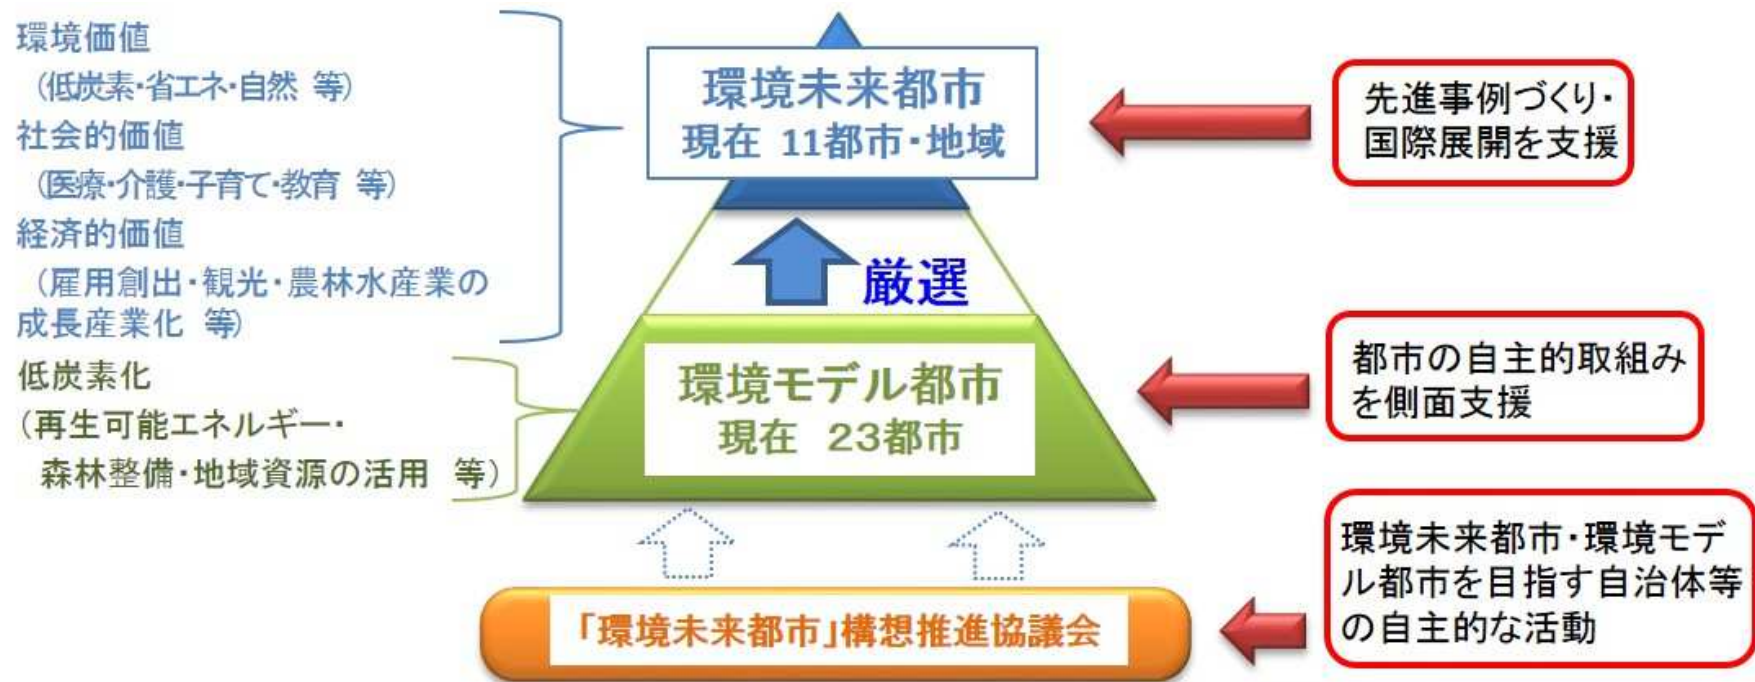 環境価値
(低炭素・省エネ・自然 等)
社会的価値
(医療・介護・子育て・教育 等)
経済的価値
(雇用創出・観光・農林水産業の
成長産業化 等)
低炭素化
(再生可能エネルギー・
森林整備・地域資源の活用 等)
環境未来都市
現在 11都市・地域
厳選
環境モデル都市
現在 23都市
「環境未来都市」構想推進協議会
先進事例づくり・
国際展開を支援
都市の自主的取組み
を側面支援
環境未来都市・環境モデ
ル都市を目指す自治体等
の自主的な活動